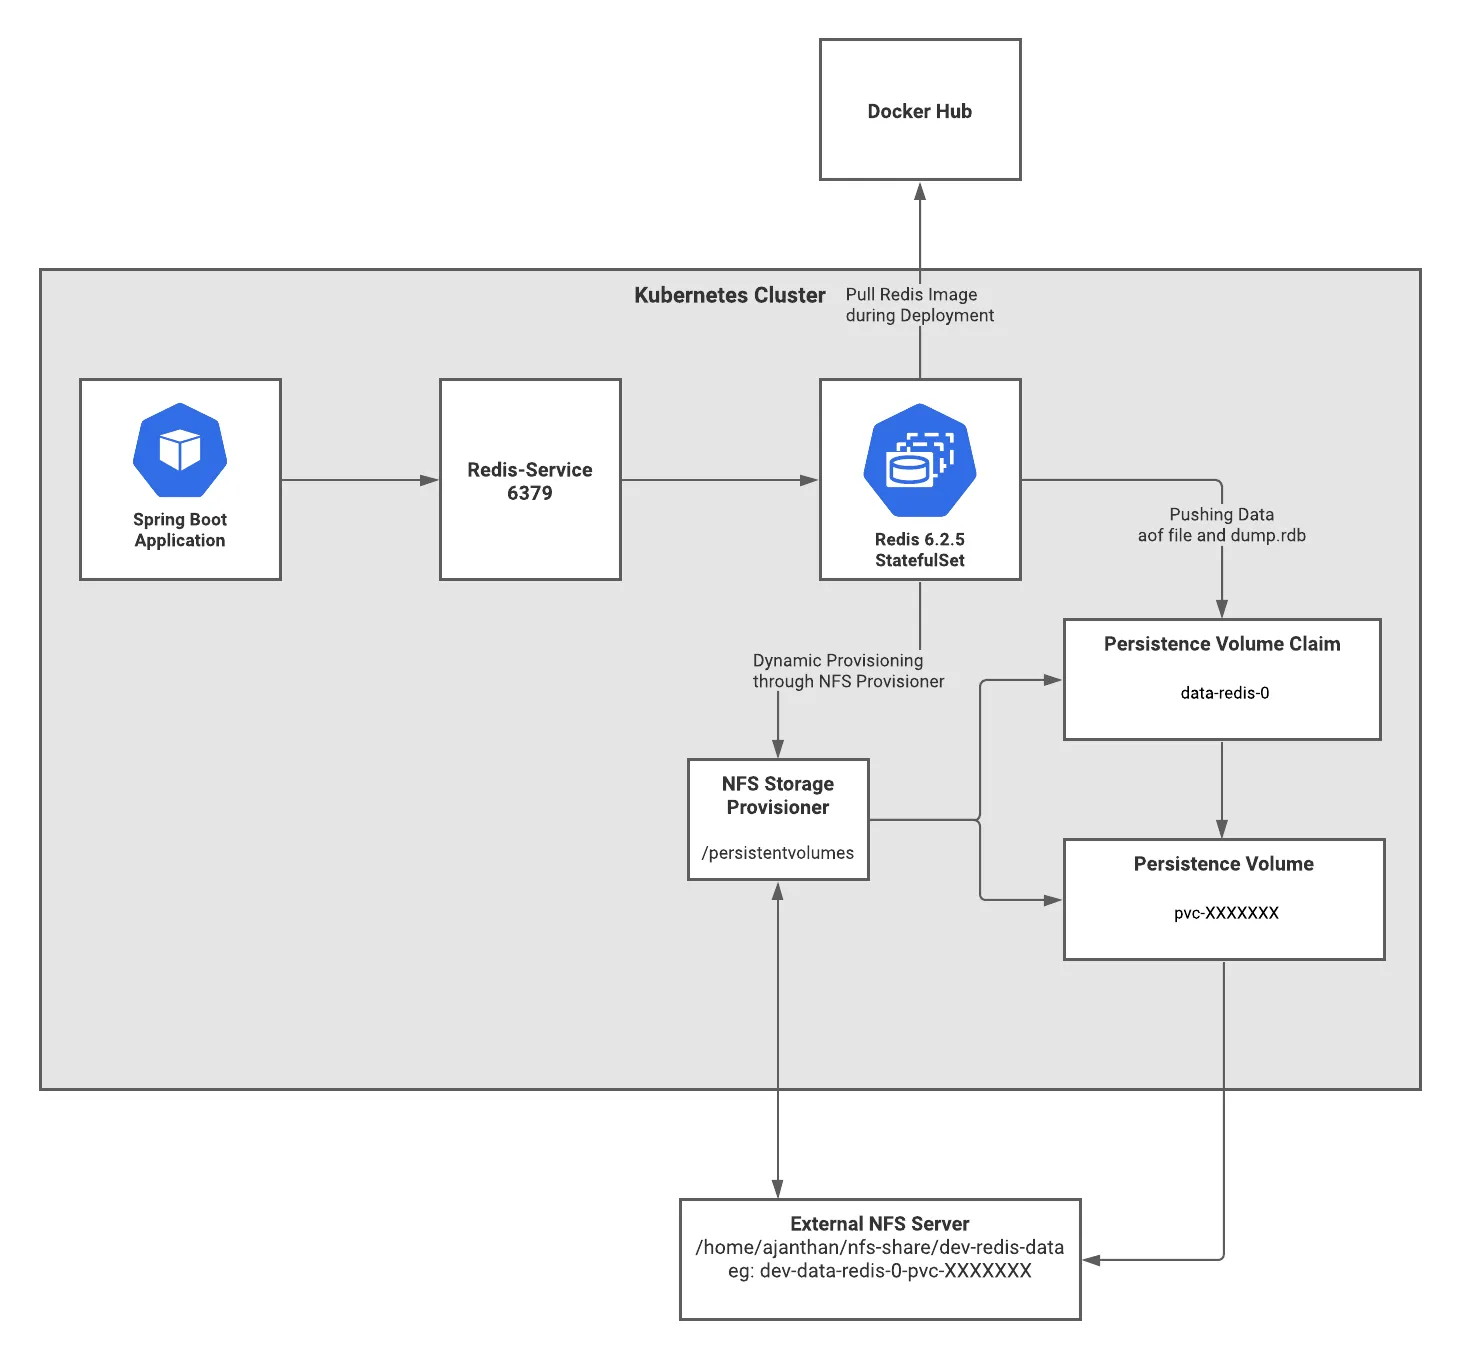 Docker Hub
Kubernetes Cluster
Pull Redis Image
during Deployment
Spring Boot
Application
Redis-Service
6379
Redis 6.2.5
StatefulSet
Pushing Data
aof file and dump.rdb
Dynamic Provisioning
through NFS Provisioner
Persistence Volume Claim
data-redis-0
NFS Storage
Provisioner
/persistentvolumes
Persistence Volume
pvc-XXXXXXX
External NFS Server
/home/ajanthan/nfs-share/dev-redis-data
eg: dev-data-redis-0-pvc-XXXXXXX